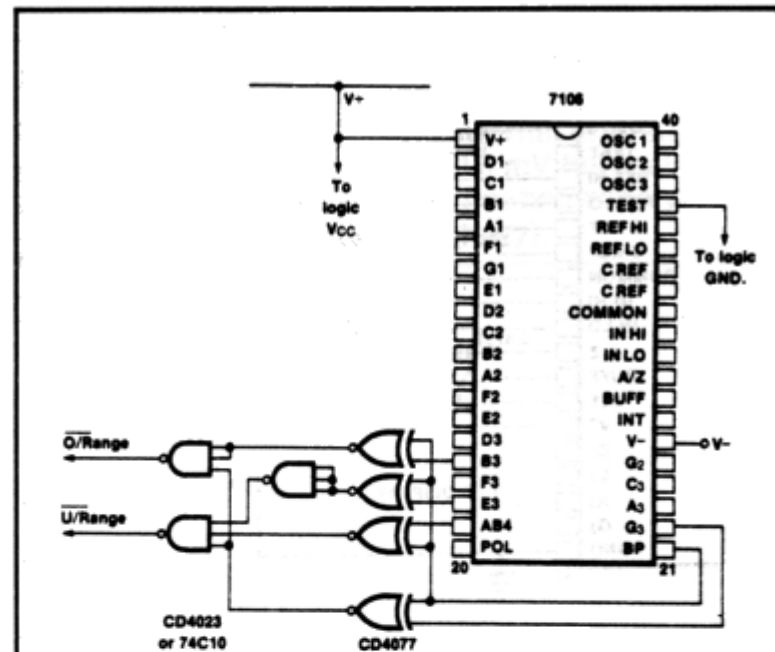 7106
1
40
V+
V+
To
logic
VCC
D1
C1
B1
A1
F1
G1
E1
D2
C2
B2
A2
F2
E2
D3
B3
F3
E3
AB4
POL
20
OSC 1
OSC 2
OSC 3
TEST
REF HI
REF LO
C REF
C REF
COMMON
IN HI
IN LO
A/Z
BUFF
INT
V–
V–
G2
C3
A3
G3
BP
21
To logic
GND.
O/Range
U/Range
CD4023
or 74C10
CD4077